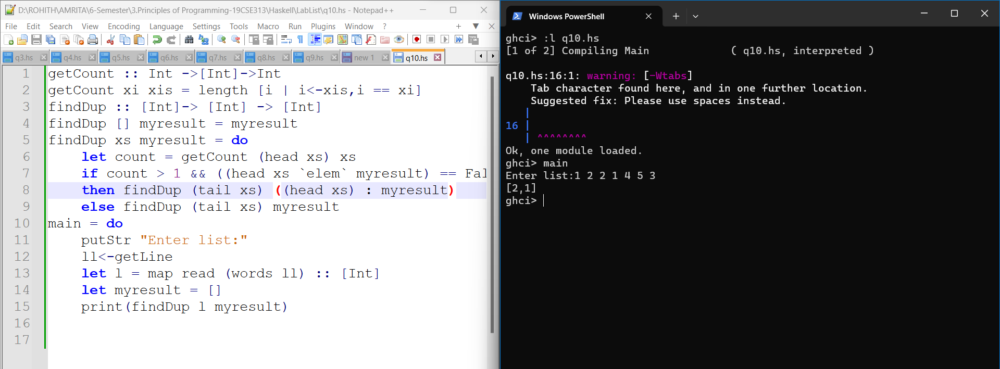 D:\ROHITH\AMRITA\6-Semester\3.Principles of Programming-19CSE313\Haskell\LabList\q10.hs - Notepad++
File Edit Search View Encoding Language Settings Tools Macro Run Plugins Window ?
q3.hs q4.hs q5.hs q6.hs q7.hs q8.hs q9.hs new 1 q10.hs
1 getCount :: Int ->[Int]->Int
2 getCount xi xis = length [i | i<-xis,i == xi]
3 findDup :: [Int]-> [Int] -> [Int]
4 findDup [] myresult = myresult
5 findDup xs myresult = do
6 let count = getCount (head xs) xs
7 if count > 1 && ((head xs `elem` myresult) == Fal
8 then findDup (tail xs) ((head xs) : myresult)
9 else findDup (tail xs) myresult
10 main = do
11 putStr "Enter list:"
12 ll<-getLine
13 let l = map read (words ll) :: [Int]
14 let myresult = []
15 print(findDup l myresult)
16
17
Windows PowerShell
ghci> :l q10.hs
[1 of 2] Compiling Main ( q10.hs, interpreted )
q10.hs:16:1: warning: [-Wtabs]
Tab character found here, and in one further location.
Suggested fix: Please use spaces instead.
|
16 |
| ^^^^^^^^
Ok, one module loaded.
ghci> main
Enter list:1 2 2 1 4 5 3
[2,1]
ghci>